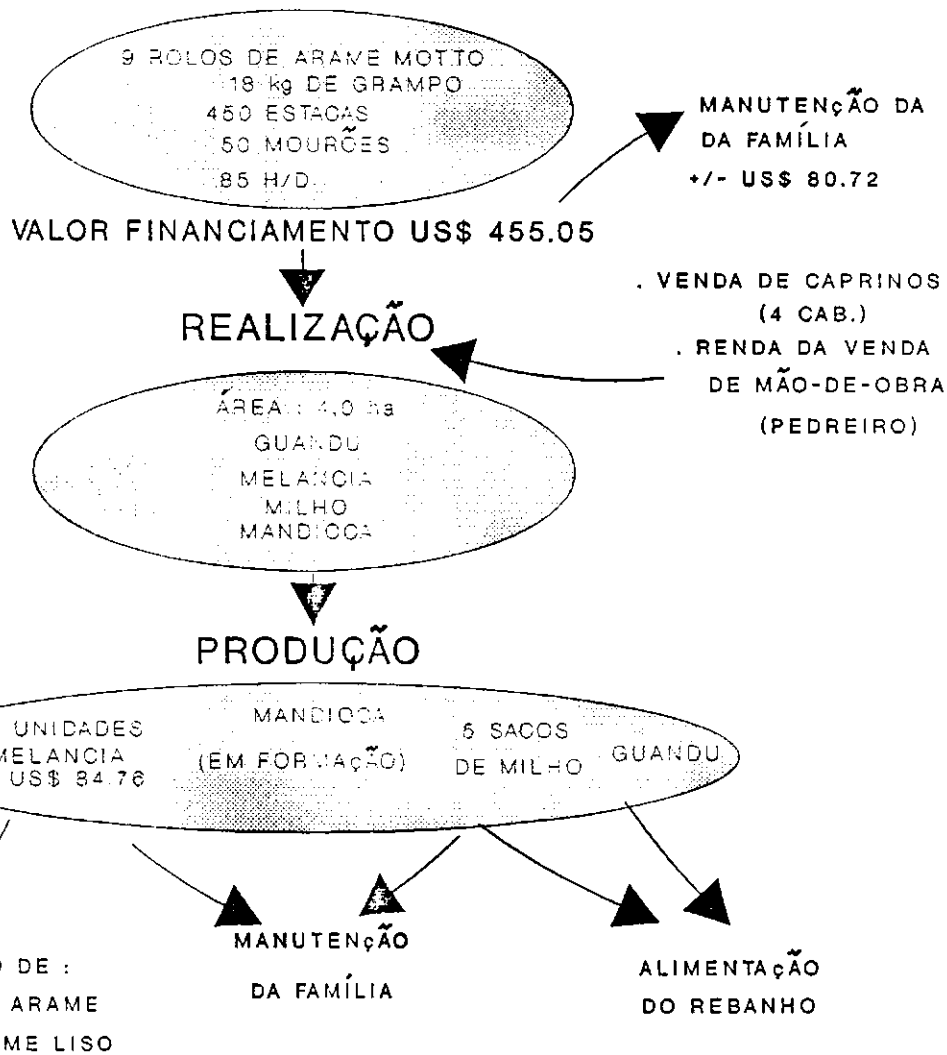 9 ROLOS DE ARAME MOTTO
18 kg DE GRAMPO
450 ESTACAS
50 MOURÕES
85 H/D
MANUTENçÃO DA
DA FAMÍLIA
+/- US$ 80.72
VALOR FINANCIAMENTO US$ 455.05
. VENDA DE CAPRINOS
(4 CAB.)
. RENDA DA VENDA
DE MÃO-DE-OBRA
(PEDREIRO)
REALIZAÇÃO
ÁREA : 4,0 ha
GUANDU
MELANCIA
MILHO
MANDIOCA
PRODUÇÃO
UNIDADES
MELANCIA
US$ 84.76
MANDIOCA
(EM FORMAçÃO)
SACOS
DE MILHO
GUANDU
MANUTENçÃO
DA FAMÍLIA
ALIMENTAçÃO
DO REBANHO
DE :
ARAME
ME LISO